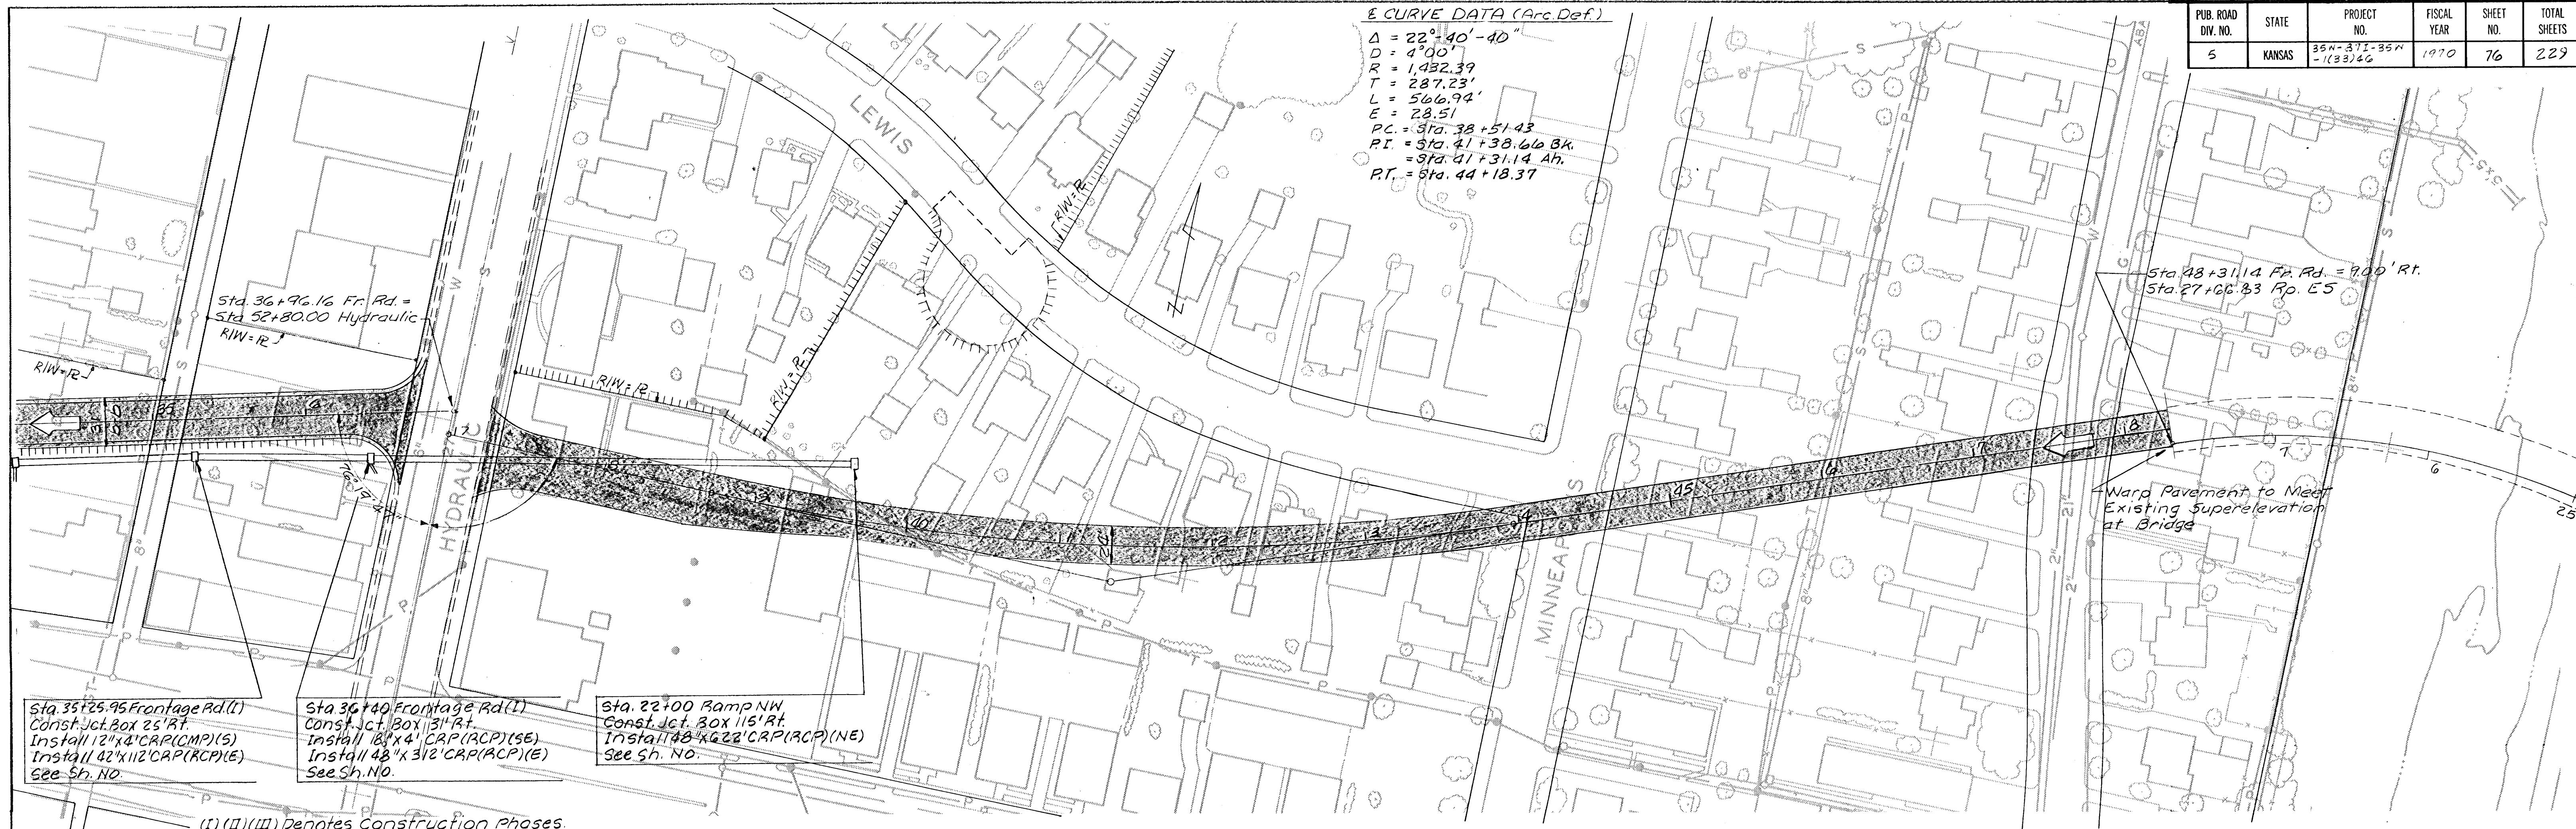 ℄ CURVE DATA (Arc Def.)
Δ = 22°-40'-40"
D = 4°00'
R = 1,432.39
T = 287.23'
L = 566.94'
E = 28.51
P.C. = Sta. 38+51.43
P.I. = Sta. 41+38.66 Bk.
= Sta. 41+31.14 Ah.
P.T. = Sta. 44+18.37
PUB. ROAD DIV. NO.
STATE
PROJECT NO.
FISCAL YEAR
SHEET NO.
TOTAL SHEETS
5
KANSAS
35W-37I-35W
-1(33)46
1970
76
229
LEWIS
R/W=℄
Sta. 36+96.16 Fr. Rd. =
Sta. 52+80.00 Hydraulic
R/W=℄
R/W=℄
R/W=℄
R/W=℄
Sta. 48+31.14 Fr. Rd. = 9.00' Rt.
Sta. 27+66.83 Rp. ES
HYDRAULIC
MINNEAPOLIS
Warp Pavement to Meet
Existing Superelevation
at Bridge
Sta. 35+25.95 Frontage Rd.(I)
Const. Jct. Box 25' Rt.
Install 12"x4' CRP(CMP)(S)
Install 42"x112' CRP(RCP)(E)
See Sh. No.
Sta. 36+40 Frontage Rd.(I)
Const. Jct. Box 31' Rt.
Install 18"x4' CRP(RCP)(SE)
Install 48"x312' CRP(RCP)(E)
See Sh. No.
Sta. 22+00 Ramp NW
Const. Jct. Box 115' Rt.
Install 48"x622' CRP(RCP)(NE)
See Sh. No.
(I)(II)(III) Denotes Construction Phases.